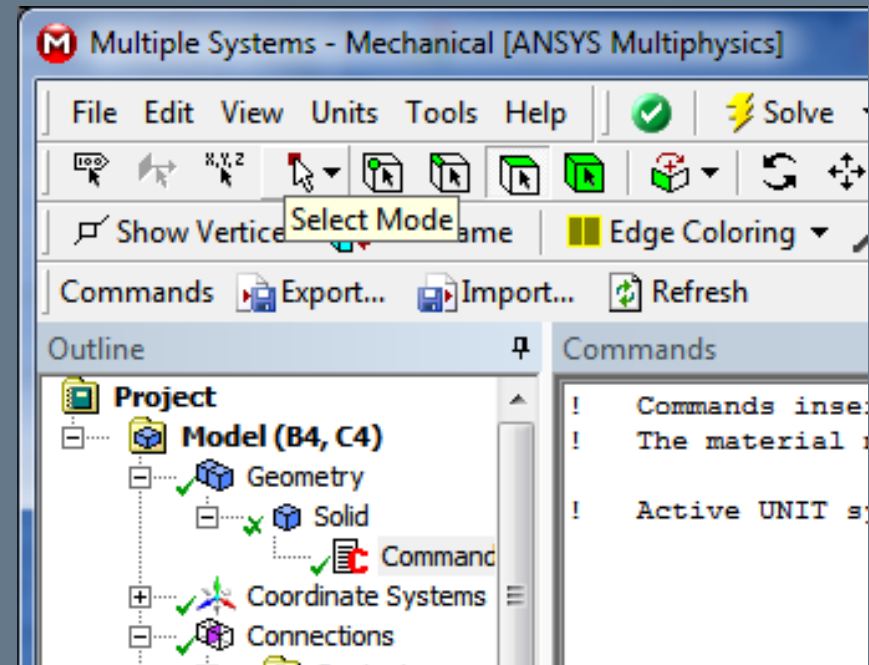 Multiple Systems - Mechanical [ANSYS Multiphysics]
File Edit View Units Tools Help Solve
X,Y,Z
Show Vertice Select Mode ame Edge Coloring
Commands Export... Import... Refresh
Outline Commands
Project
Model (B4, C4)
Geometry
Solid
Command
Coordinate Systems
Connections
! Commands inse
! The material
! Active UNIT s